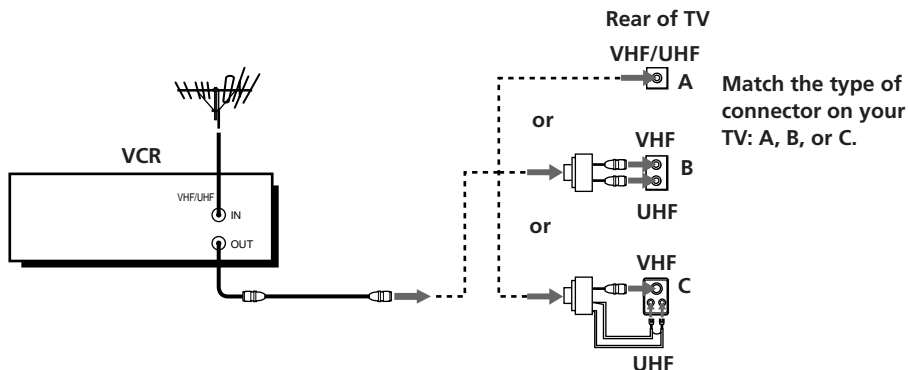 Rear of TV
VHF/UHF
A
Match the type of
connector on your
TV: A, B, or C.
or
VCR
VHF
B
VHF/UHF
IN
UHF
or
OUT
VHF
C
UHF